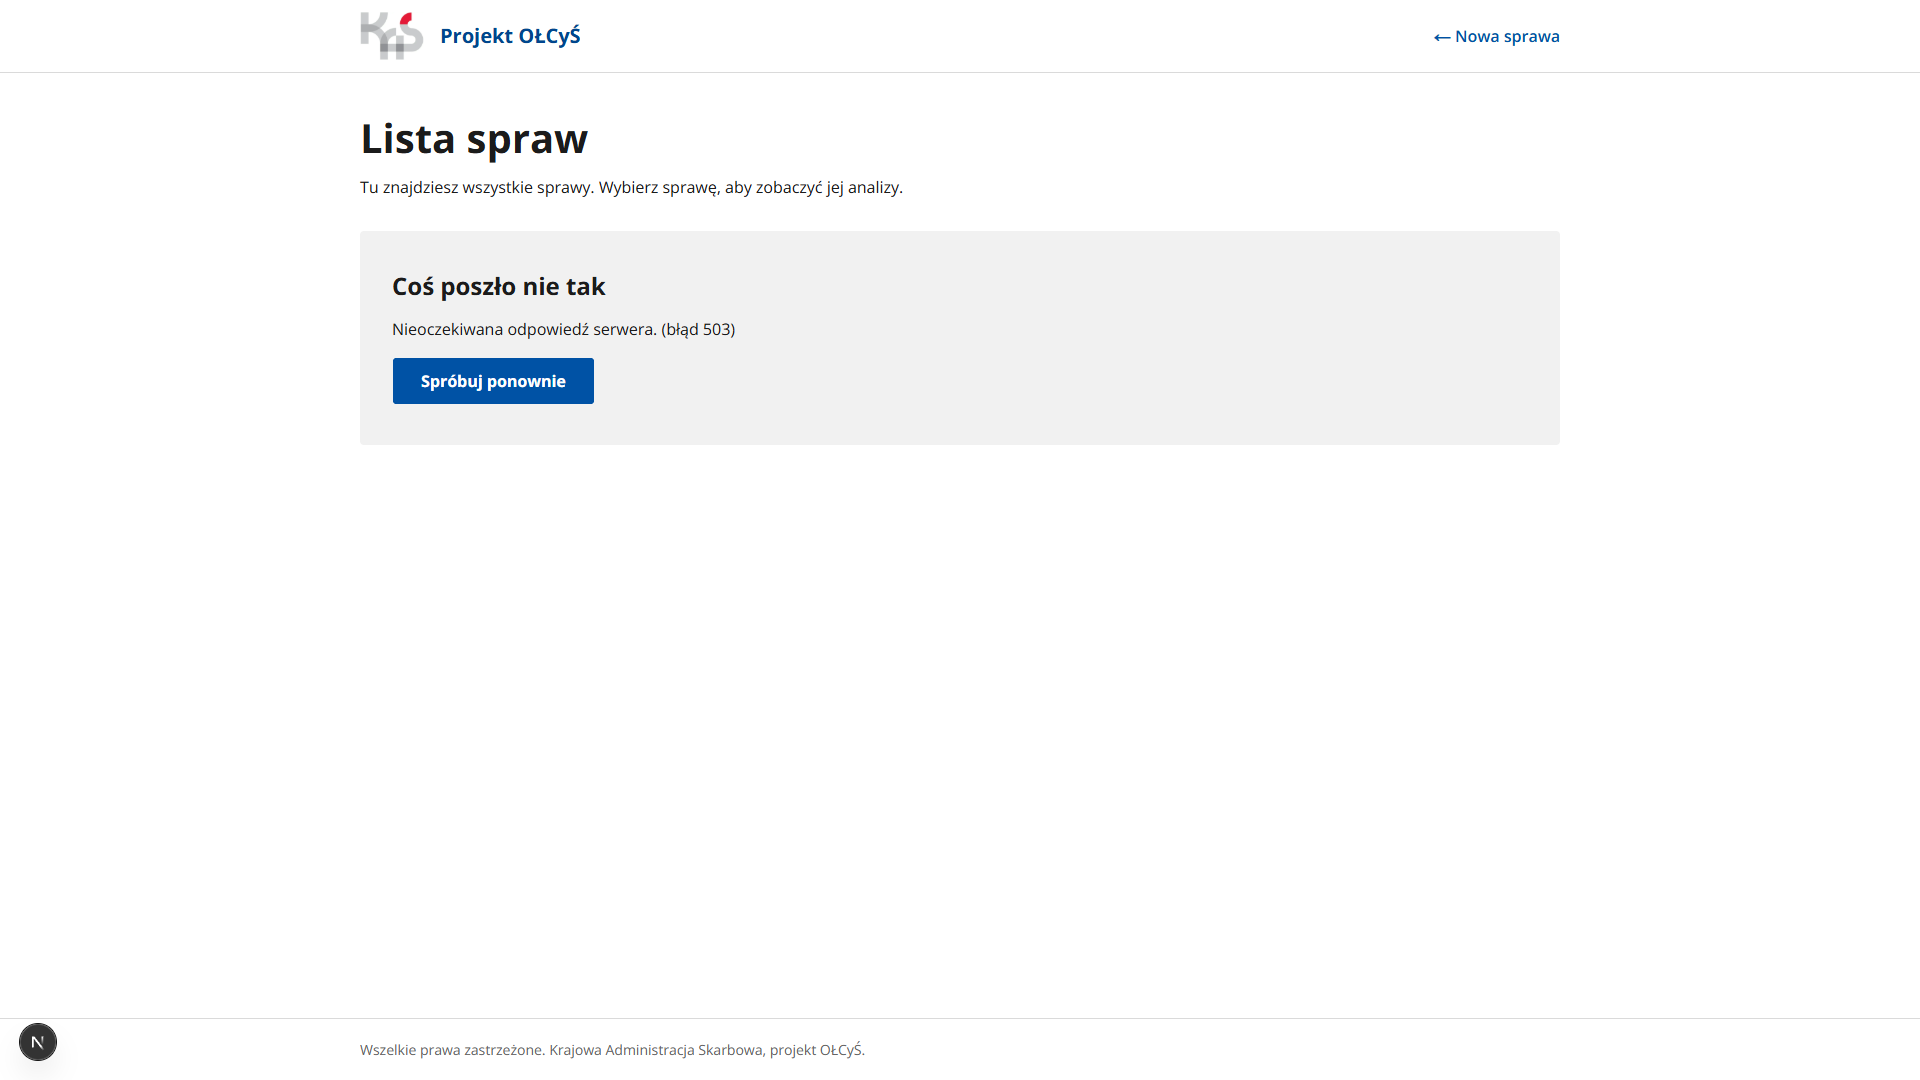 Projekt OŁCyŚ
← Nowa sprawa
Lista spraw
Tu znajdziesz wszystkie sprawy. Wybierz sprawę, aby zobaczyć jej analizy.
Coś poszło nie tak
Nieoczekiwana odpowiedź serwera. (błąd 503)
Spróbuj ponownie
N
Wszelkie prawa zastrzeżone. Krajowa Administracja Skarbowa, projekt OŁCyŚ.